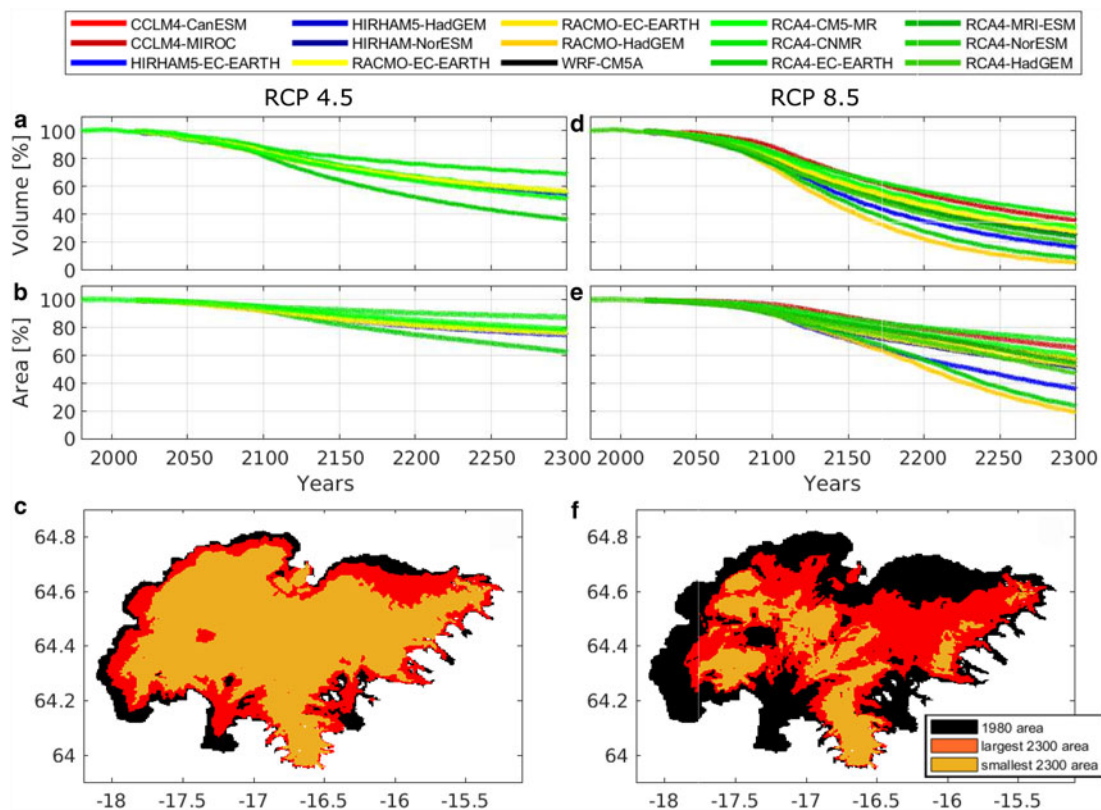 CCLM4-CanESM HIRHAM5-HadGEM RACMO-EC-EARTH RCA4-CM5-MR RCA4-MRI-ESM
CCLM4-MIROC HIRHAM-NorESM RACMO-HadGEM RCA4-CNMR RCA4-NorESM
HIRHAM5-EC-EARTH RACMO-EC-EARTH WRF-CM5A RCA4-EC-EARTH RCA4-HadGEM
RCP 4.5 RCP 8.5
a d
100
80
60
40
20
0
Volume [%]
b e
100
80
60
40
20
0
Area [%]
2000 2050 2100 2150 2200 2250 2300 2000 2050 2100 2150 2200 2250 2300
Years Years
c f
64.8 64.8
64.6 64.6
64.4 64.4
64.2 64.2
64 64
1980 area
largest 2300 area
smallest 2300 area
-18 -17.5 -17 -16.5 -16 -15.5 -18 -17.5 -17 -16.5 -16 -15.5